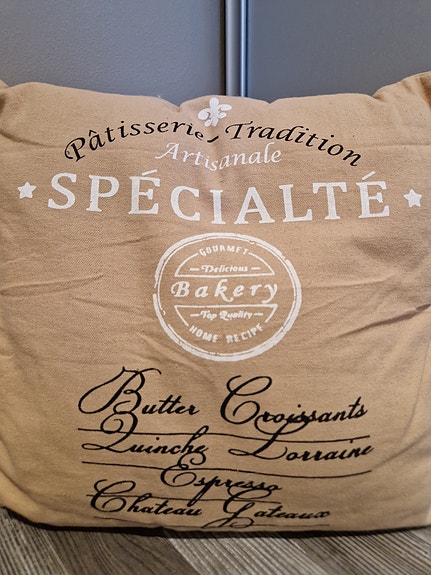 Pâtisserie, Tradition
Artisanale
SPÉCIALTÉ
GOURMET
Delicious
Bakery
Top Quality
HOME RECIPE
Butter Croissants
Quinche Lorraine
Espresso
Chateau Gateaux